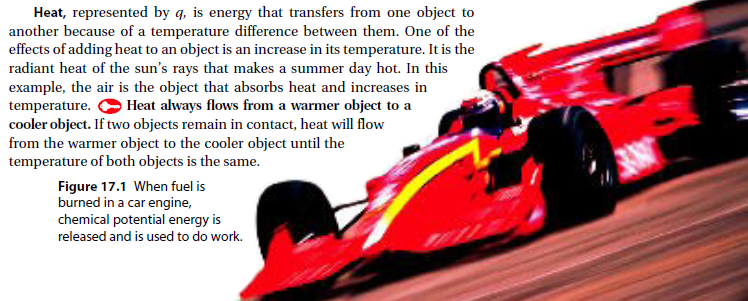 Heat, represented by q, is energy that transfers from one object to
another because of a temperature difference between them. One of the
effects of adding heat to an object is an increase in its temperature. It is the
radiant heat of the sun's rays that makes a summer day hot. In this
example, the air is the object that absorbs heat and increases in
temperature. Heat always flows from a warmer object to a
cooler object. If two objects remain in contact, heat will flow
from the warmer object to the cooler object until the
temperature of both objects is the same.
Figure 17.1 When fuel is
burned in a car engine,
chemical potential energy is
released and is used to do work.